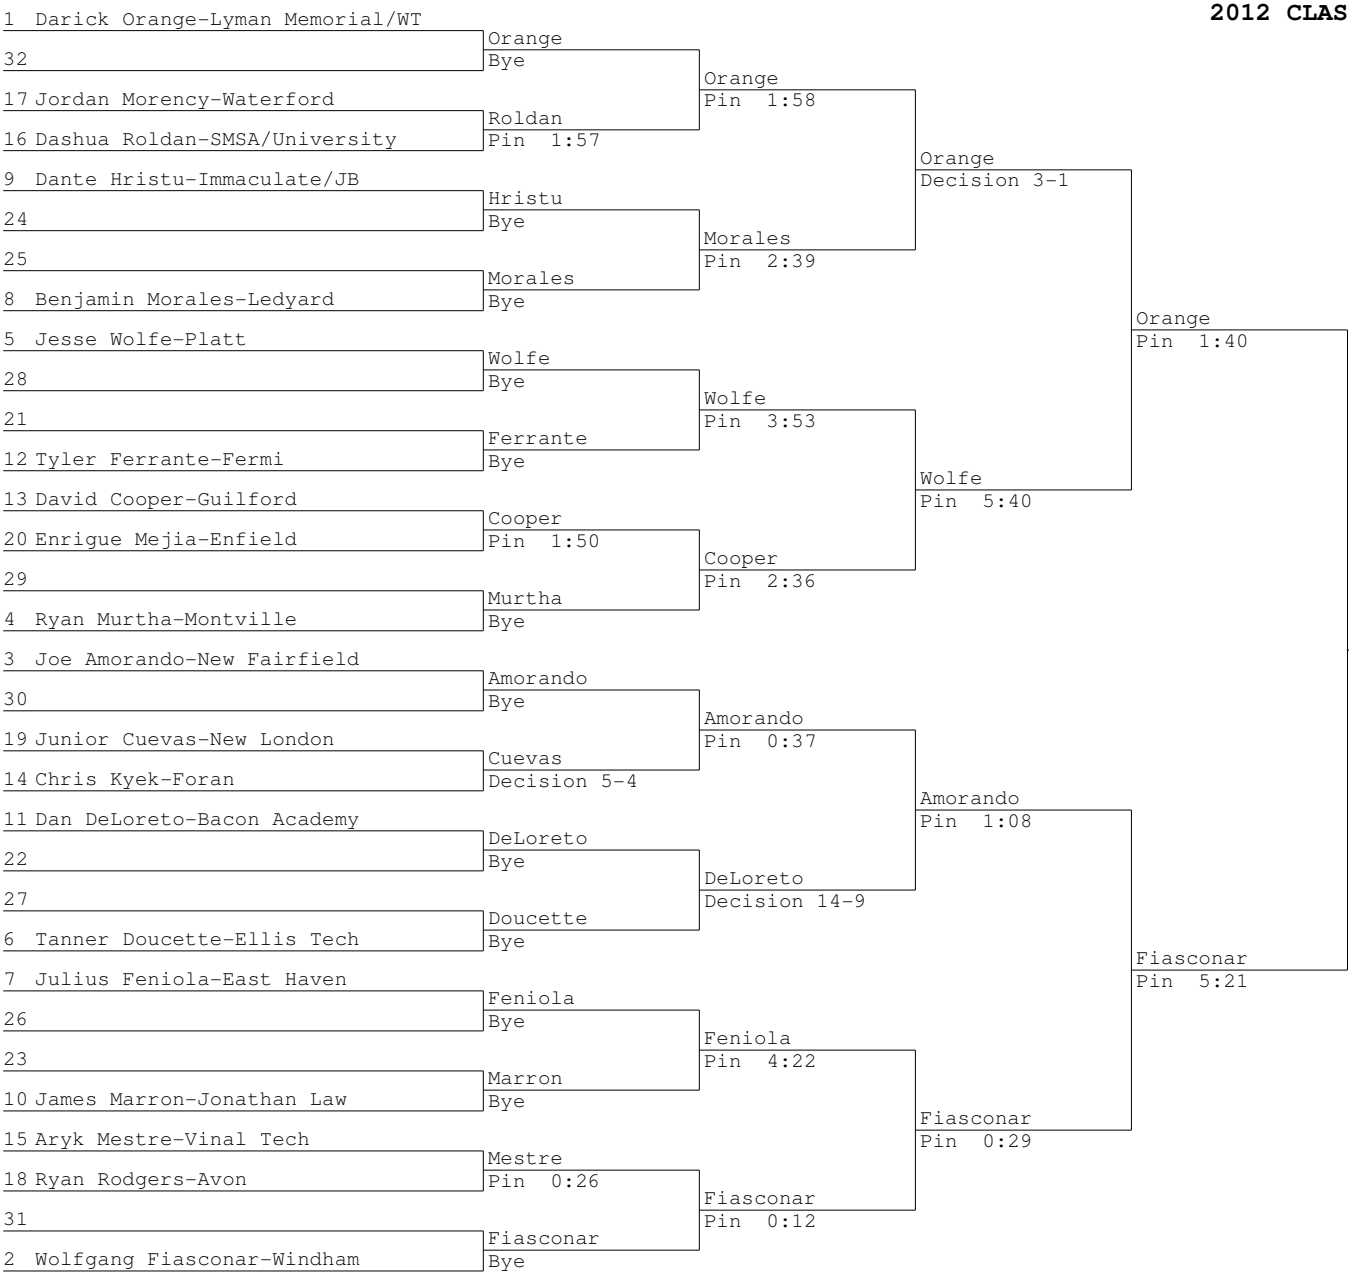 2012 CLAS
1 Darick Orange-Lyman Memorial/WT
32
17 Jordan Morency-Waterford
16 Dashua Roldan-SMSA/University
9 Dante Hristu-Immaculate/JB
24
25
8 Benjamin Morales-Ledyard
5 Jesse Wolfe-Platt
28
21
12 Tyler Ferrante-Fermi
13 David Cooper-Guilford
20 Enrigue Mejia-Enfield
29
4 Ryan Murtha-Montville
3 Joe Amorando-New Fairfield
30
19 Junior Cuevas-New London
14 Chris Kyek-Foran
11 Dan DeLoreto-Bacon Academy
22
27
6 Tanner Doucette-Ellis Tech
7 Julius Feniola-East Haven
26
23
10 James Marron-Jonathan Law
15 Aryk Mestre-Vinal Tech
18 Ryan Rodgers-Avon
31
2 Wolfgang Fiasconar-Windham
Orange
Bye
Roldan
Pin 1:57
Hristu
Bye
Morales
Bye
Wolfe
Bye
Ferrante
Bye
Cooper
Pin 1:50
Murtha
Bye
Amorando
Bye
Cuevas
Decision 5-4
DeLoreto
Bye
Doucette
Bye
Feniola
Bye
Marron
Bye
Mestre
Pin 0:26
Fiasconar
Bye
Orange
Pin 1:58
Morales
Pin 2:39
Wolfe
Pin 3:53
Cooper
Pin 2:36
Amorando
Pin 0:37
DeLoreto
Decision 14-9
Feniola
Pin 4:22
Fiasconar
Pin 0:12
Orange
Decision 3-1
Wolfe
Pin 5:40
Amorando
Pin 1:08
Fiasconar
Pin 0:29
Orange
Pin 1:40
Fiasconar
Pin 5:21